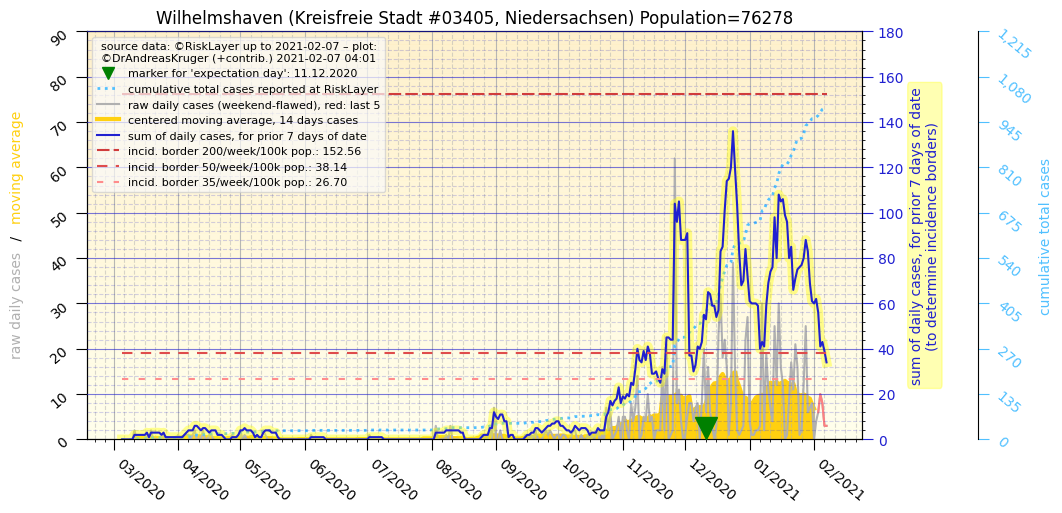 Wilhelmshaven (Kreisfreie Stadt #03405, Niedersachsen) Population=76278
source data: ©RiskLayer up to 2021-02-07 – plot:
©DrAndreasKruger (+contrib.) 2021-02-07 04:01
marker for 'expectation day': 11.12.2020
cumulative total cases reported at RiskLayer
raw daily cases (weekend-flawed), red: last 5
centered moving average, 14 days cases
sum of daily cases, for prior 7 days of date
incid. border 200/week/100k pop.: 152.56
incid. border 50/week/100k pop.: 38.14
incid. border 35/week/100k pop.: 26.70
raw daily cases / moving average
90
80
70
60
50
40
30
20
10
0
03/2020
04/2020
05/2020
06/2020
07/2020
08/2020
09/2020
10/2020
11/2020
12/2020
01/2021
02/2021
180
160
140
120
100
80
60
40
20
0
sum of daily cases, for prior 7 days of date
(to determine incidence borders)
1,215
1,080
945
810
675
540
405
270
135
0
cumulative total cases